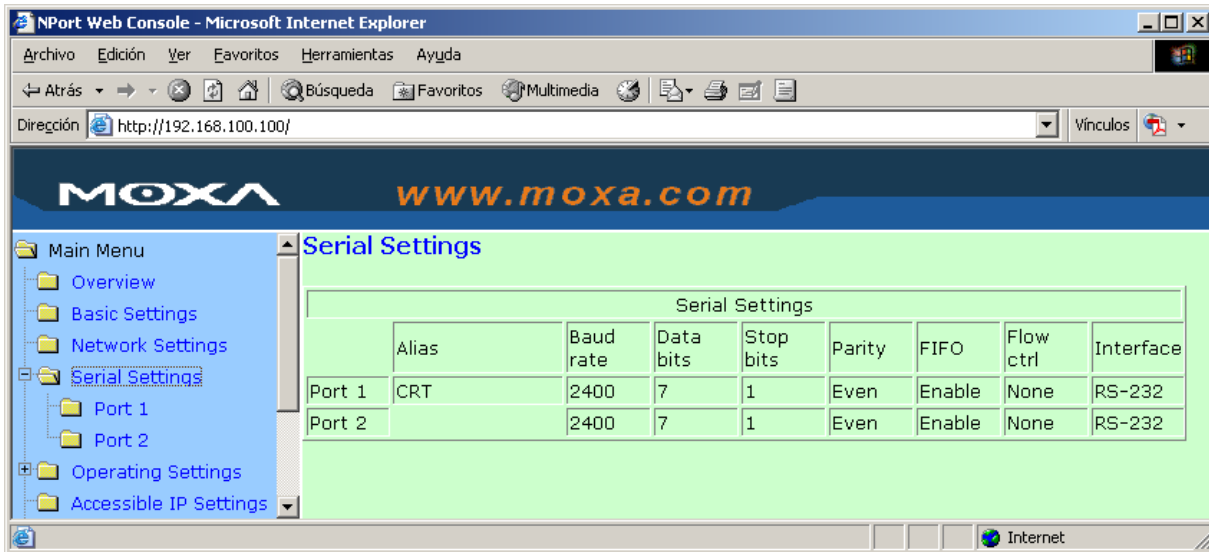 NPort Web Console - Microsoft Internet Explorer
Archivo Edición Ver Favoritos Herramientas Ayuda
Atrás Búsqueda Favoritos Multimedia
Dirección http://192.168.100.100/ Vínculos
MOXA www.moxa.com
Main Menu
Overview
Basic Settings
Network Settings
Serial Settings
Port 1
Port 2
Operating Settings
Accessible IP Settings
Serial Settings
Serial Settings
Alias Baud rate Data bits Stop bits Parity FIFO Flow ctrl Interface
Port 1 CRT 2400 7 1 Even Enable None RS-232
Port 2 2400 7 1 Even Enable None RS-232
Internet